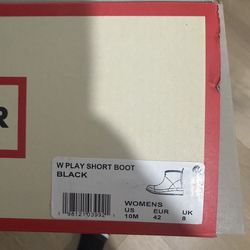 R
W PLAY SHORT BOOT
BLACK
WOMENS
US EUR UK
10M 42 8